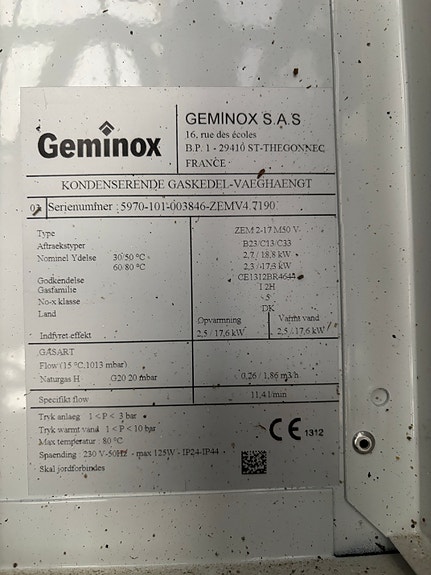 Geminox
GEMINOX S.A.S
16, rue des écoles
B.P. 1 - 29410 ST-THEGONNEC
FRANCE
KONDENSERENDE GASKEDEL-VAEGHAENGT
Serienummer : 5970-101-003846-ZEMV4.7190
Type ZEM 2-17 M50 V
Aftraekstyper B23/C13/C33
Nominel Ydelse 30/50 °C 2,7 / 18,8 kW
60/80 °C 2,3 / 17,3 kW
Godkendelse CE1312BR4644
Gasfamilie I 2H
No-x klasse 5
Land DK
Opvarmning Varmt vand
Indfyret effekt 2,5 / 17,6 kW 2,5 / 17,6 kW
GASART
Flow (15 °C,1013 mbar)
Naturgas H G20 20 mbar 0,26 / 1,86 m3/h
Specifikt flow 11,4 l/min
Tryk anlaeg 1 < P < 3 bar
Tryk varmt vand 1 < P < 10 bar
Max temperatur : 80 °C
Spaending : 230 V-50Hz - max 125W - IP24-IP44
Skal jordforbindes
CE 1312